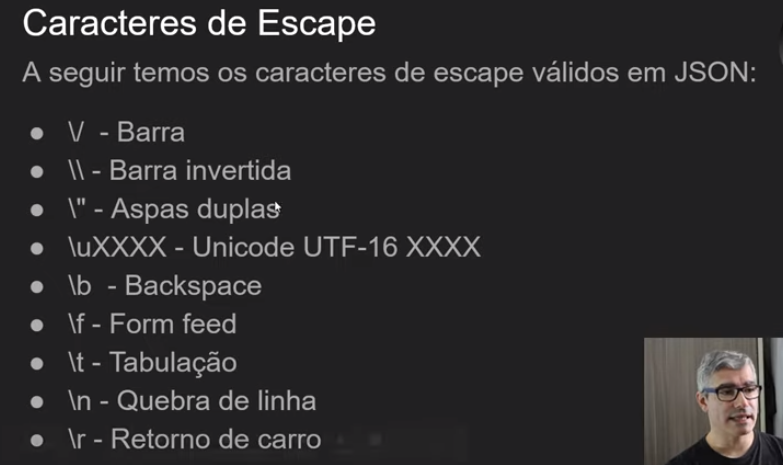 Caracteres de Escape
A seguir temos os caracteres de escape válidos em JSON:
● \/ - Barra
● \\ - Barra invertida
● \" - Aspas duplas
● \uXXXX - Unicode UTF-16 XXXX
● \b - Backspace
● \f - Form feed
● \t - Tabulação
● \n - Quebra de linha
● \r - Retorno de carro